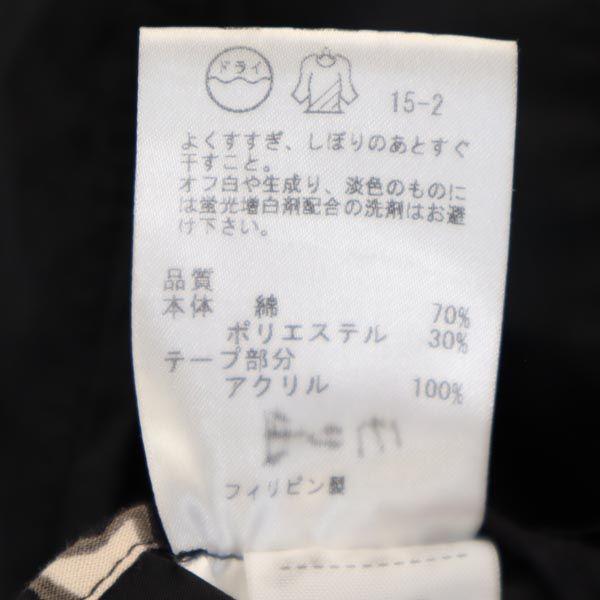 ドライ
15-2
よくすすぎ、しぼりのあとすぐ
干すこと。
オフ白や生成り、淡色のものに
は蛍光増白剤配合の洗剤はお避
け下さい。
品質
本体 綿 70%
ポリエステル 30%
テープ部分
アクリル 100%
フィリピン製